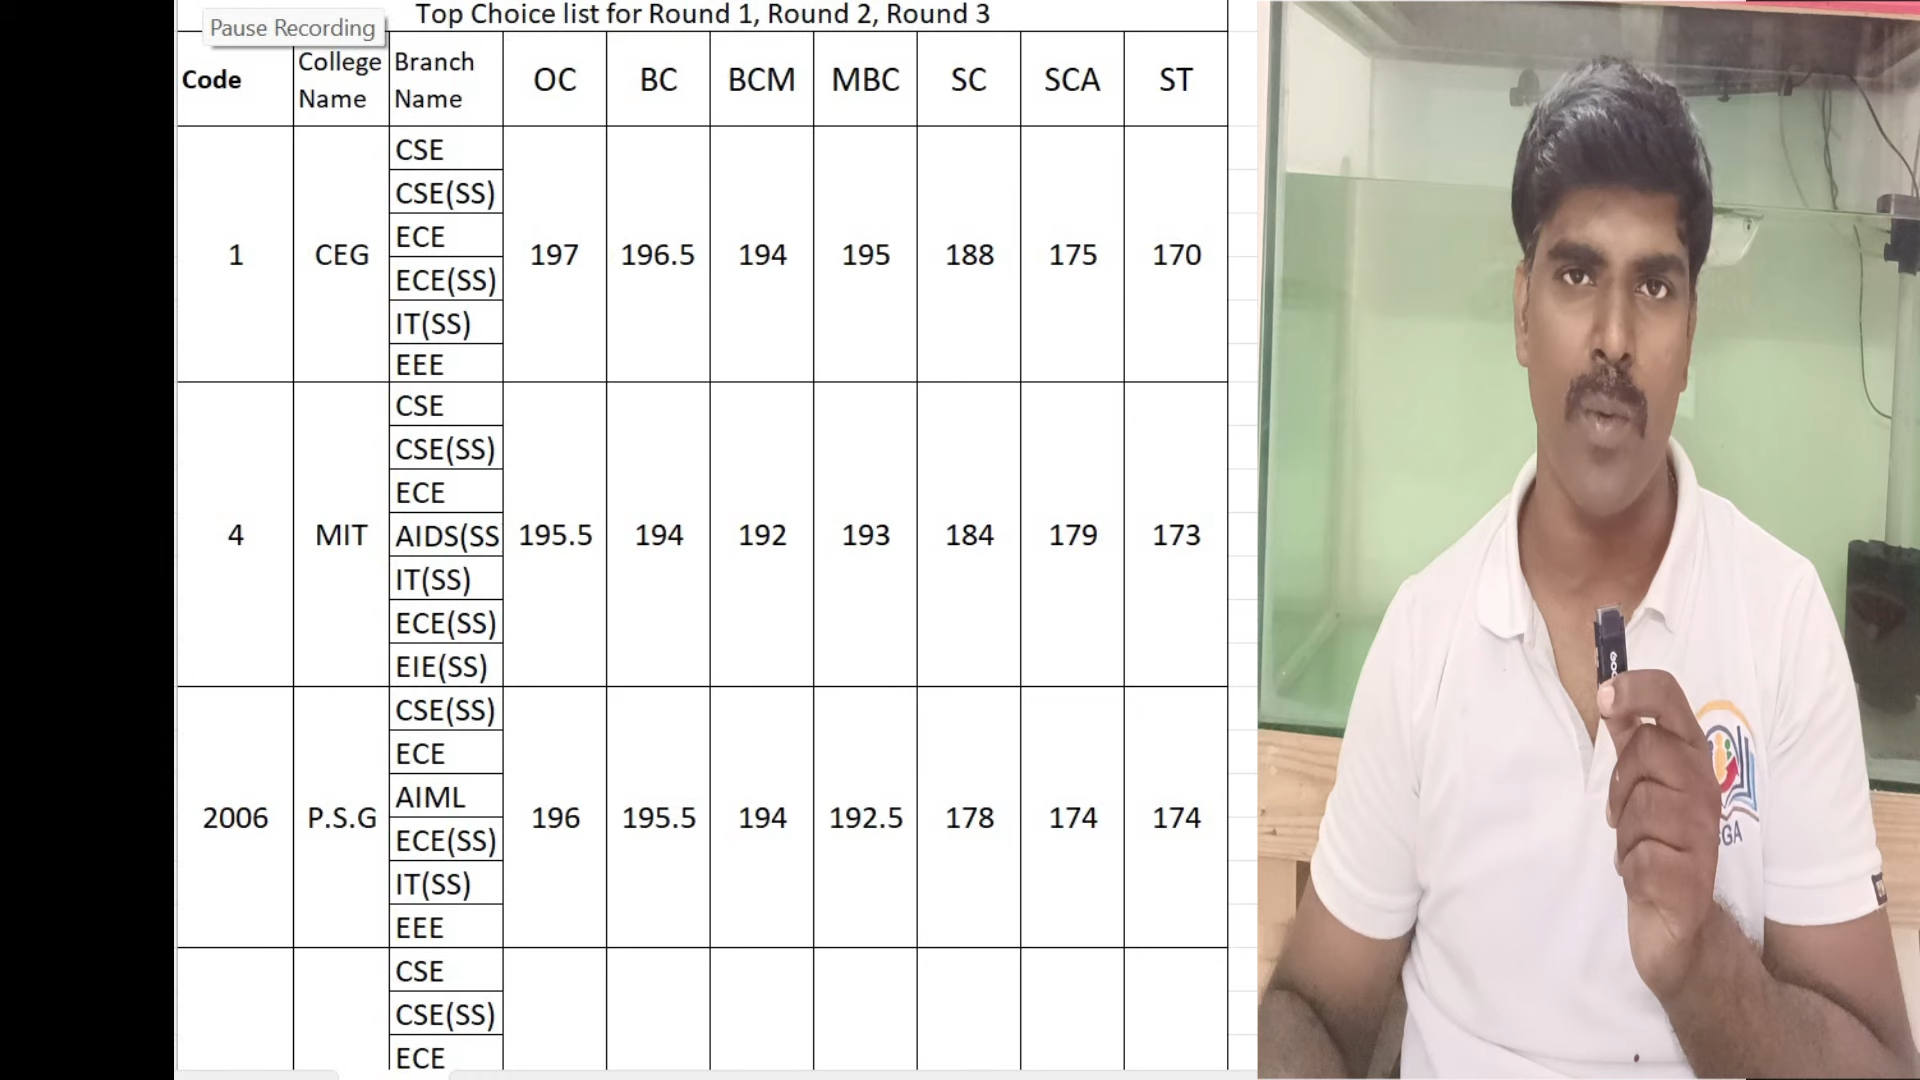 Top Choice list for Round 1, Round 2, Round 3
Pause Recording
Code College Name Branch Name OC BC BCM MBC SC SCA ST
1 CEG 197 196.5 194 195 188 175 170
CSE
CSE(SS)
ECE
ECE(SS)
IT(SS)
EEE
4 MIT 195.5 194 192 193 184 179 173
CSE
CSE(SS)
ECE
AIDS(SS
IT(SS)
ECE(SS)
EIE(SS)
2006 P.S.G 196 195.5 194 192.5 178 174 174
CSE(SS)
ECE
AIML
ECE(SS)
IT(SS)
EEE
CSE
CSE(SS)
ECE